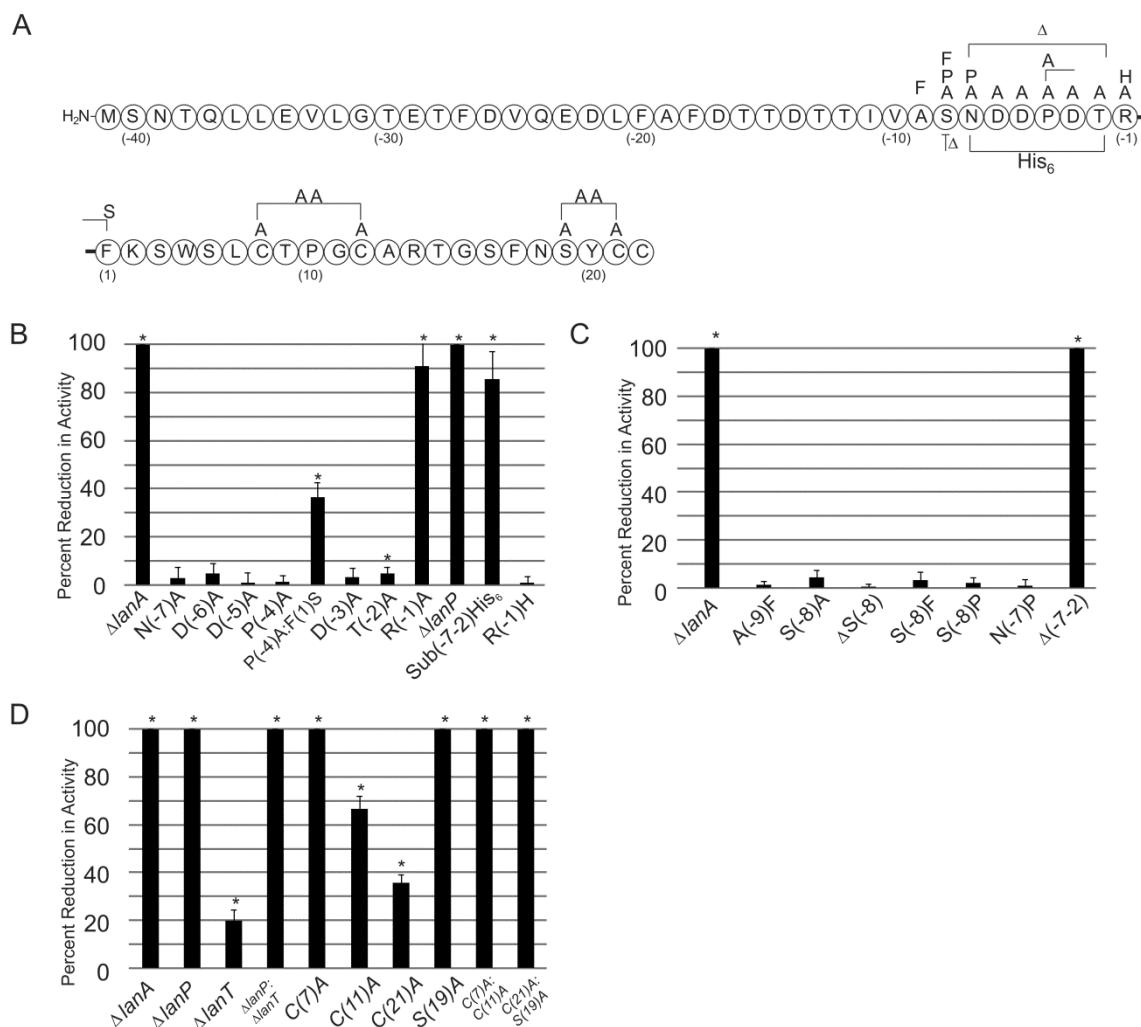 A
Δ
F A
F P P H
A A A A A A A A A
H₂N- M S N T Q L L E V L G T E T F D V Q E D L F A F D T T D T T I V A S N D D P D T R
(-40) (-30) (-20) (-10) Δ (-1)
His₆
S A A A A
A A A A
F K S W S L C T P G C A R T G S F N S Y C C
(1) (10) (20)
B
Percent Reduction in Activity
100
80
60
40
20
0
* * * * * *
ΔlanA N(-7)A D(-6)A D(-5)A P(-4)A P(-4)A:F(1)S D(-3)A T(-2)A R(-1)A ΔlanP Sub(-7-2)His₆ R(-1)H
C
Percent Reduction in Activity
100
80
60
40
20
0
* *
ΔlanA A(-9)F S(-8)A ΔS(-8) S(-8)F S(-8)P N(-7)P Δ(-7-2)
D
Percent Reduction in Activity
100
80
60
40
20
0
* * * * * * * * * *
ΔlanA ΔlanP ΔlanT ΔlanP:ΔlanT C(7)A C(11)A C(21)A S(19)A C(7)A:C(11)A C(21)A:S(19)A